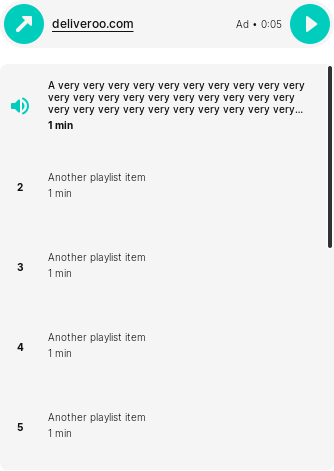 deliveroo.com
Ad • 0:05
A very very very very very very very very very very
very very very very very very very very very very
very very very very very very very very very very...
1 min
2
Another playlist item
1 min
3
Another playlist item
1 min
4
Another playlist item
1 min
5
Another playlist item
1 min